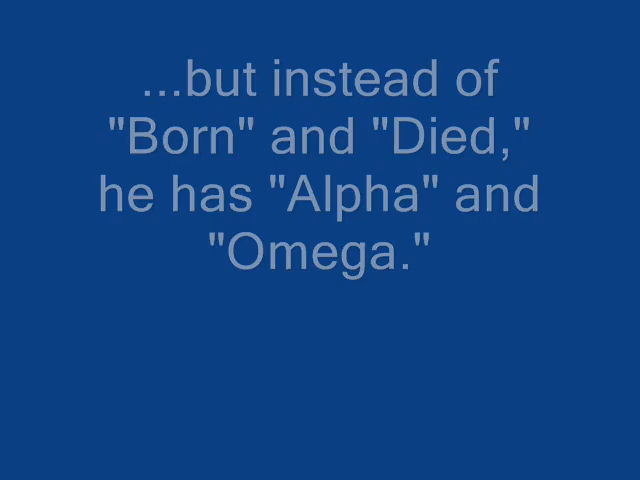 ...but instead of
"Born" and "Died,"
he has "Alpha" and
"Omega."